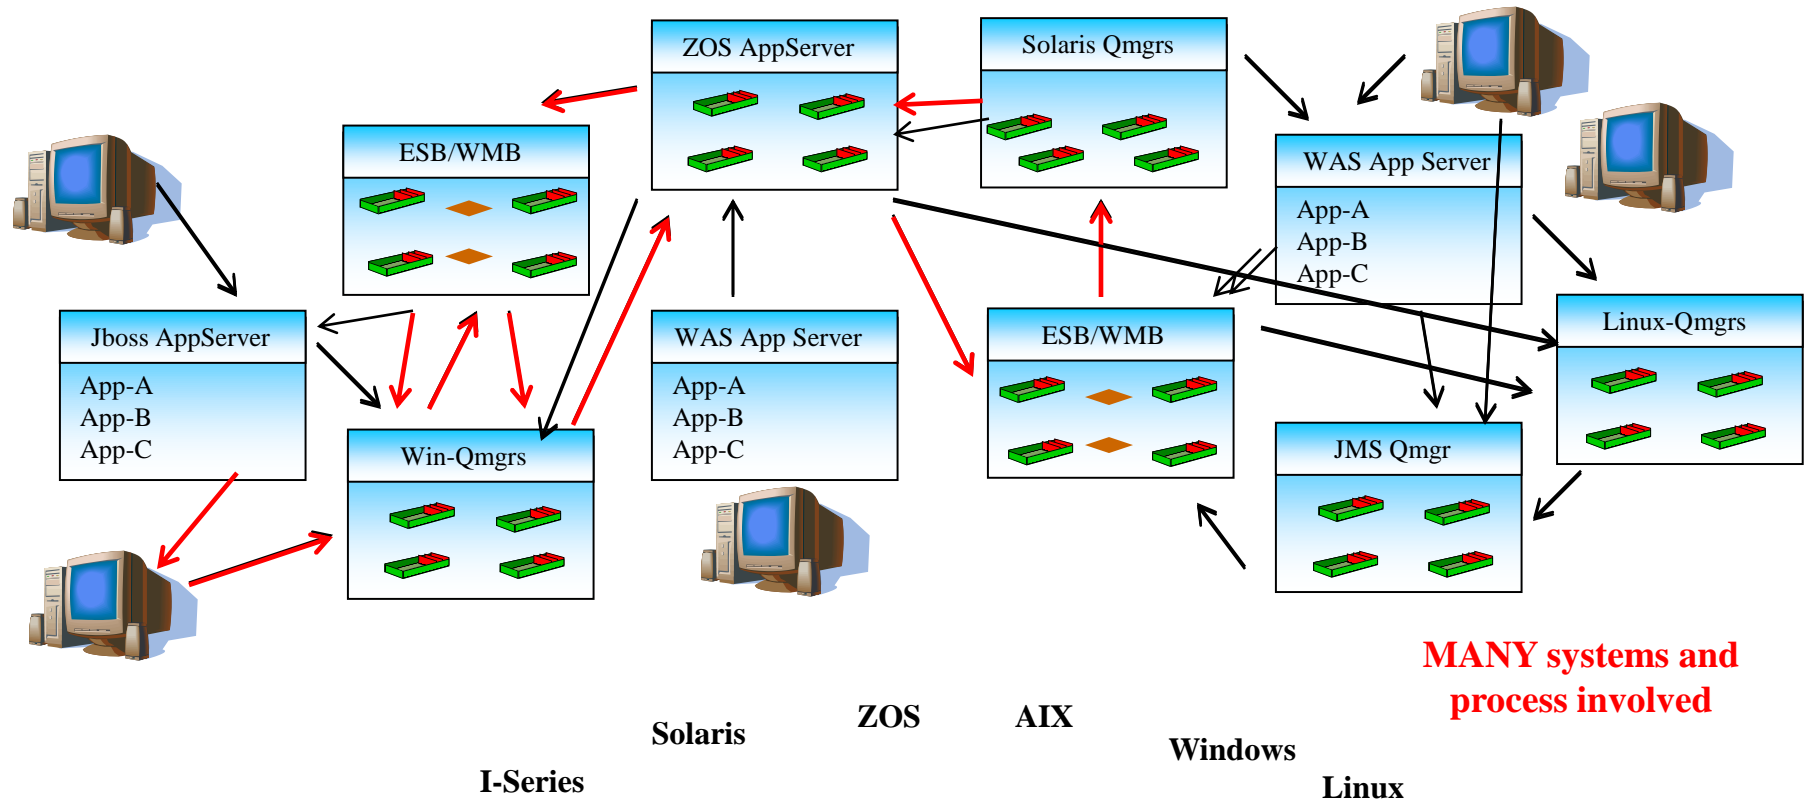 ZOS AppServer
Solaris Qmgrs
ESB/WMB
WAS App Server
App-A
App-B
App-C
Jboss AppServer
App-A
App-B
App-C
WAS App Server
App-A
App-B
App-C
ESB/WMB
Linux-Qmgrs
Win-Qmgrs
JMS Qmgr
MANY systems and
process involved
Solaris
ZOS
AIX
Windows
I-Series
Linux